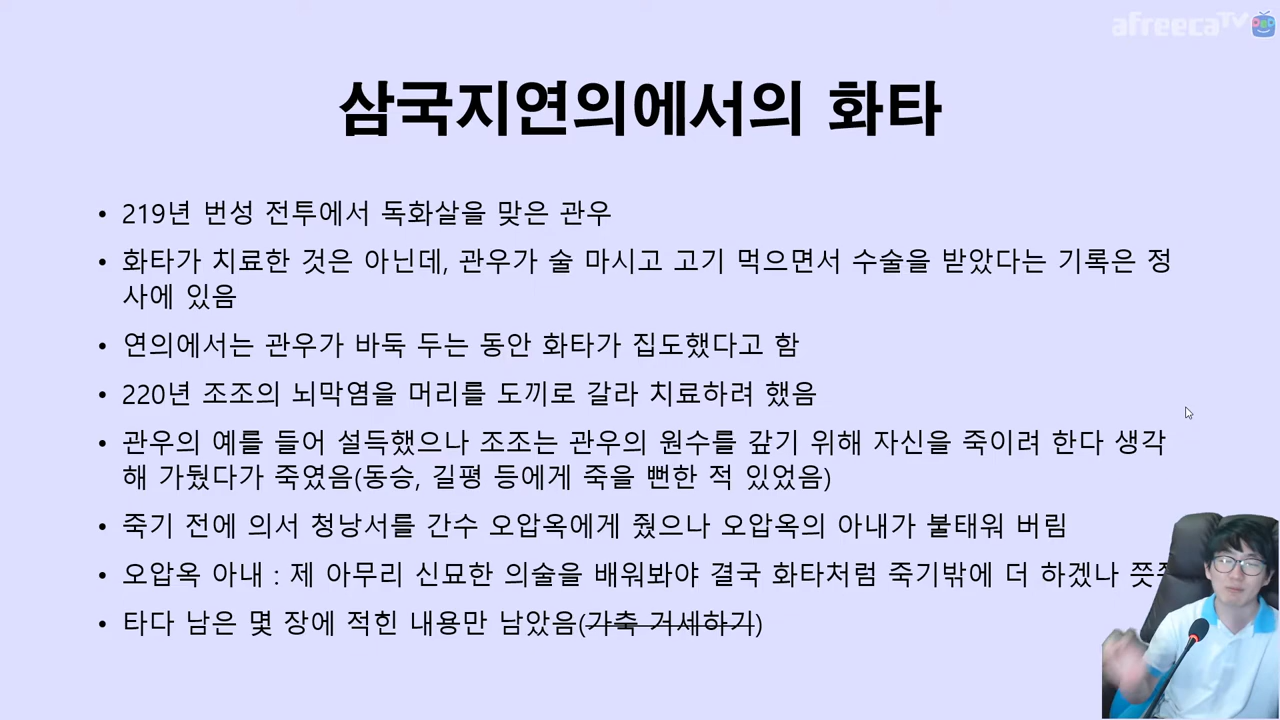 afreecaTV
삼국지연의에서의 화타
• 219년 번성 전투에서 독화살을 맞은 관우
• 화타가 치료한 것은 아닌데, 관우가 술 마시고 고기 먹으면서 수술을 받았다는 기록은 정
사에 있음
• 연의에서는 관우가 바둑 두는 동안 화타가 집도했다고 함
• 220년 조조의 뇌막염을 머리를 도끼로 갈라 치료하려 했음
• 관우의 예를 들어 설득했으나 조조는 관우의 원수를 갚기 위해 자신을 죽이려 한다 생각
해 가뒀다가 죽였음(동승, 길평 등에게 죽을 뻔한 적 있었음)
• 죽기 전에 의서 청낭서를 간수 오압옥에게 줬으나 오압옥의 아내가 불태워 버림
• 오압옥 아내 : 제 아무리 신묘한 의술을 배워봐야 결국 화타처럼 죽기밖에 더 하겠나
• 타다 남은 몇 장에 적힌 내용만 남았음(가축 거세하기)